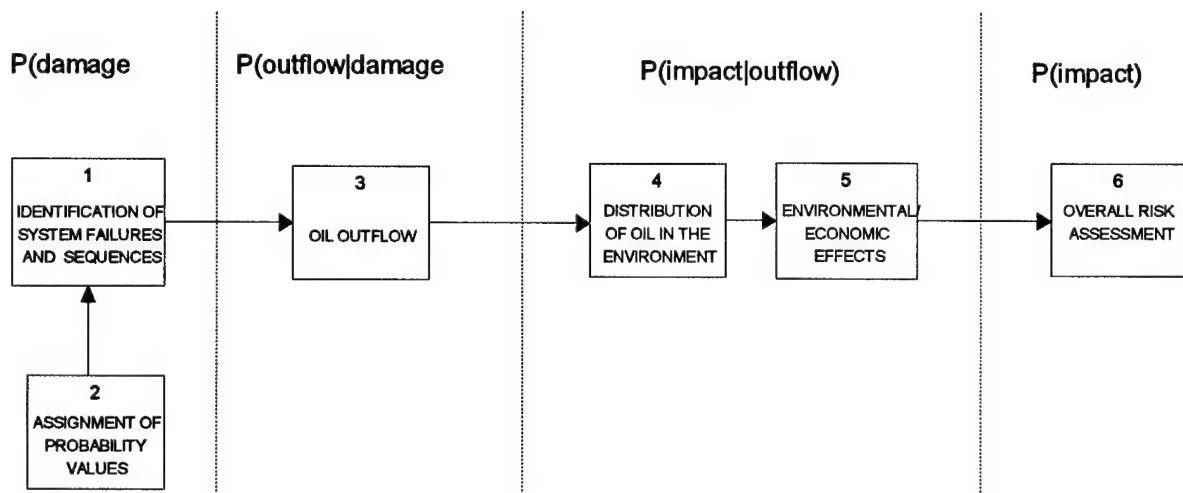 P(damage
P(outflow|damage
P(impact|outflow)
P(impact)
1
IDENTIFICATION OF
SYSTEM FAILURES
AND SEQUENCES
2
ASSIGNMENT OF
PROBABILITY
VALUES
3
OIL OUTFLOW
4
DISTRIBUTION
OF OIL IN THE
ENVIRONMENT
5
ENVIRONMENTAL/
ECONOMIC
EFFECTS
6
OVERALL RISK
ASSESSMENT